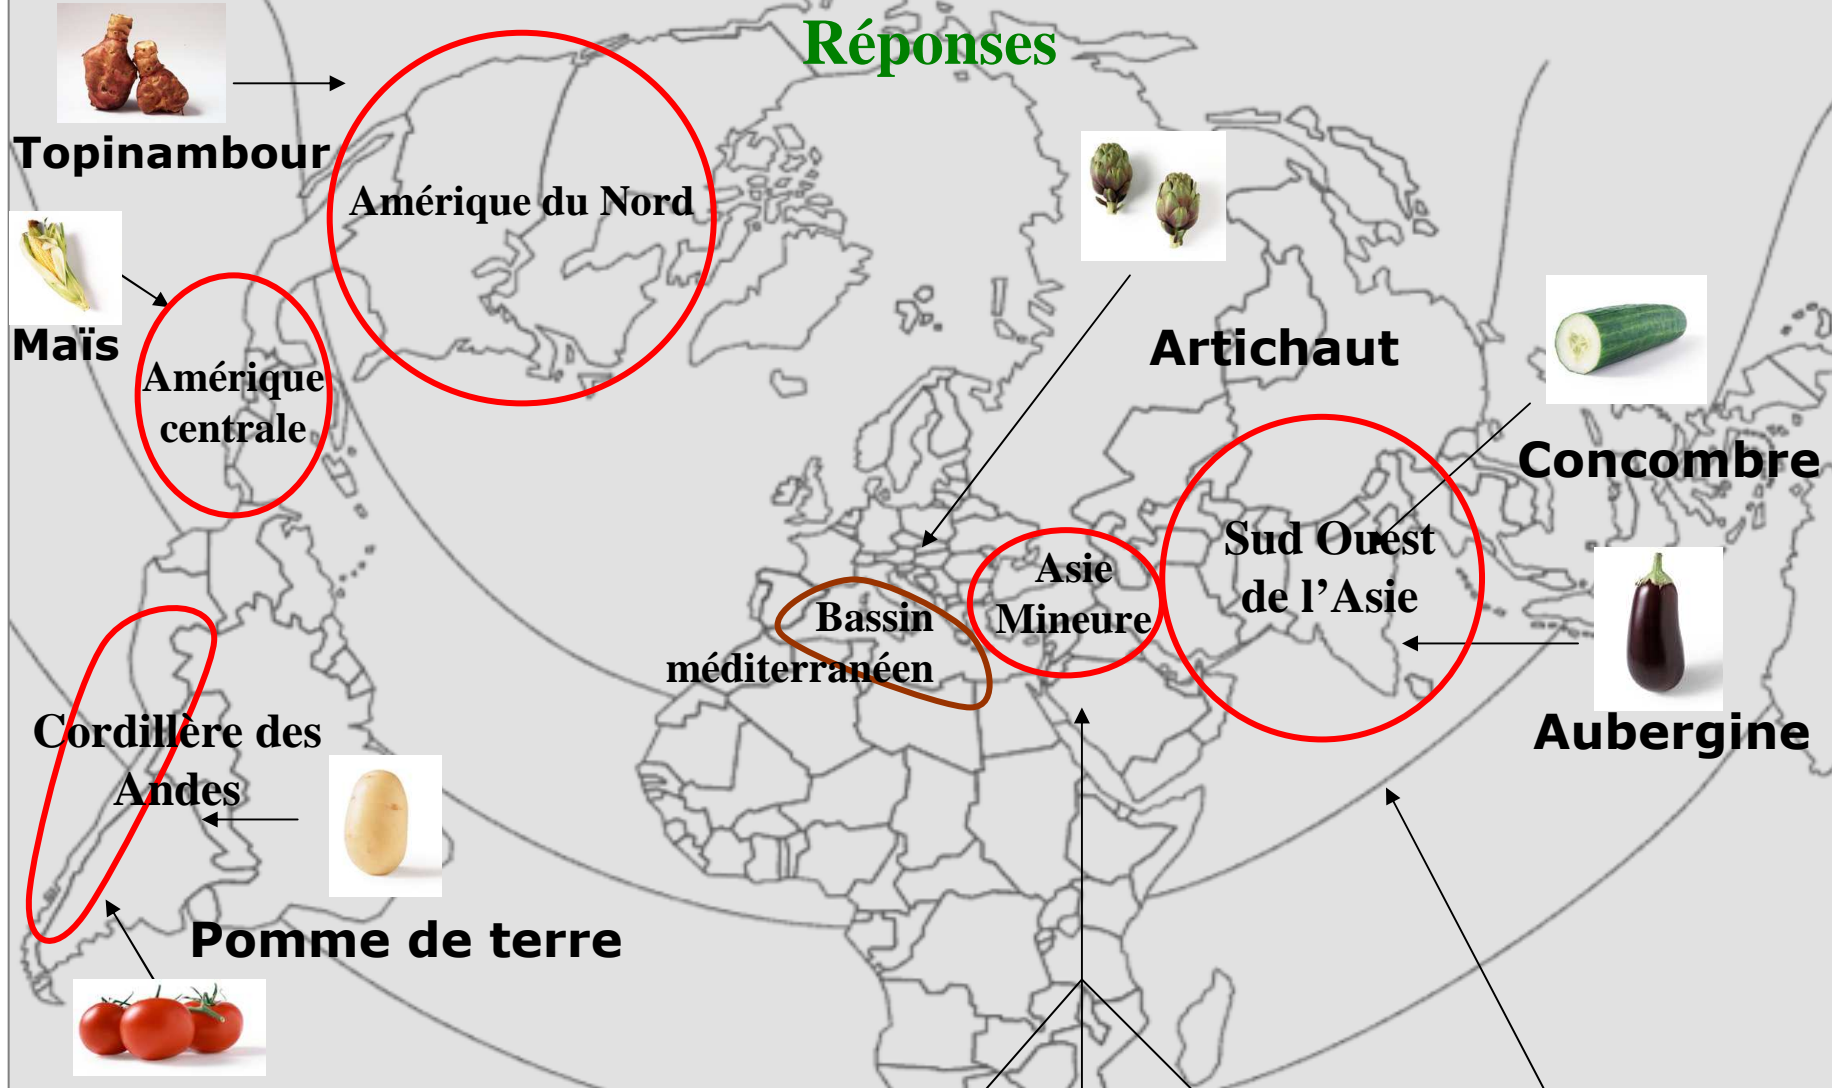 Réponses
Topinambour
Amérique du Nord
Maïs
Artichaut
Amérique
centrale
Concombre
Sud Ouest
de l’Asie
Asie
Mineure
Bassin
méditerranéen
Cordillère des
Andes
Aubergine
Pomme de terre